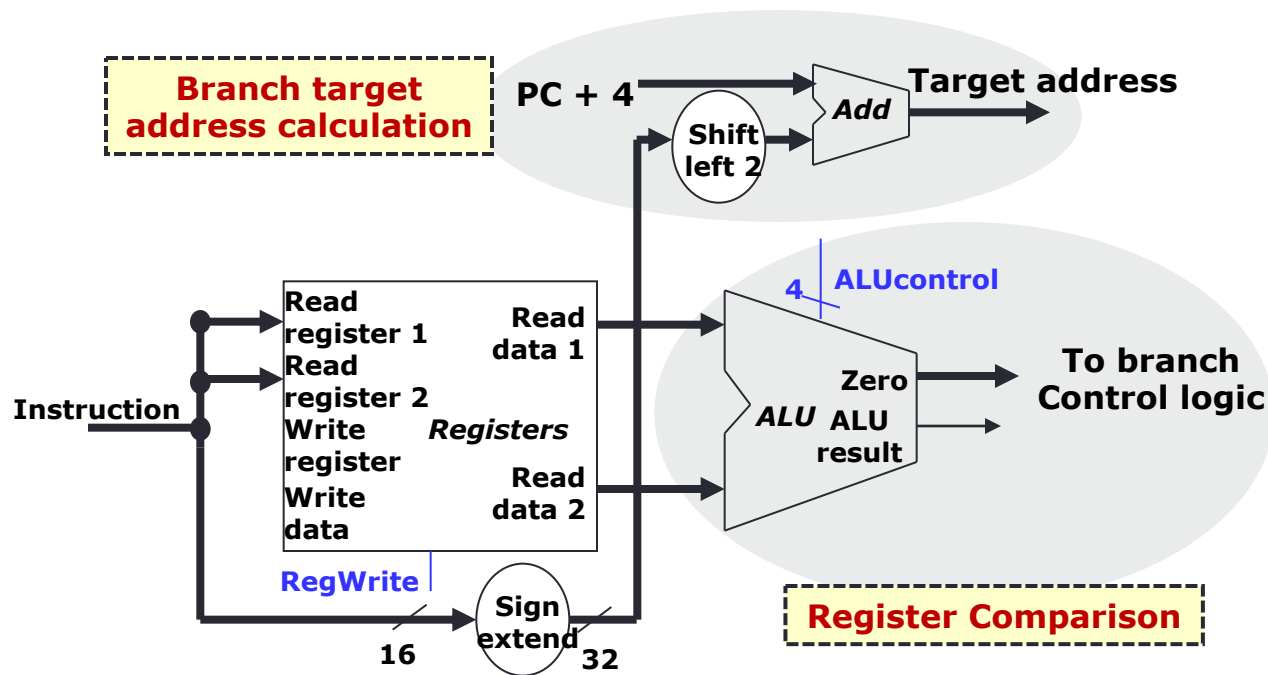 Branch target
address calculation
PC + 4
Add
Target address
Shift
left 2
4
ALUcontrol
Read
register 1
Read
data 1
Read
register 2
Instruction
Write
register
Registers
Write
data
Read
data 2
Zero
ALU
ALU
result
To branch
Control logic
RegWrite
Sign
extend
16
32
Register Comparison